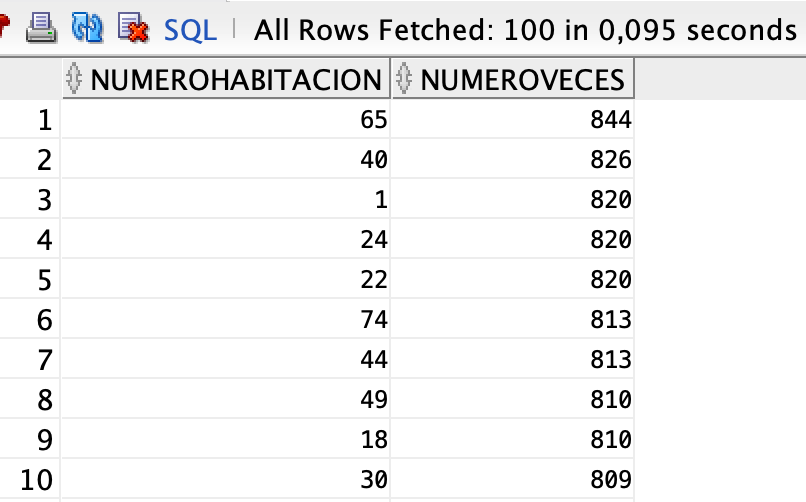 SQL | All Rows Fetched: 100 in 0,095 seconds
NUMEROHABITACION NUMEROVECES
1 65 844
2 40 826
3 1 820
4 24 820
5 22 820
6 74 813
7 44 813
8 49 810
9 18 810
10 30 809